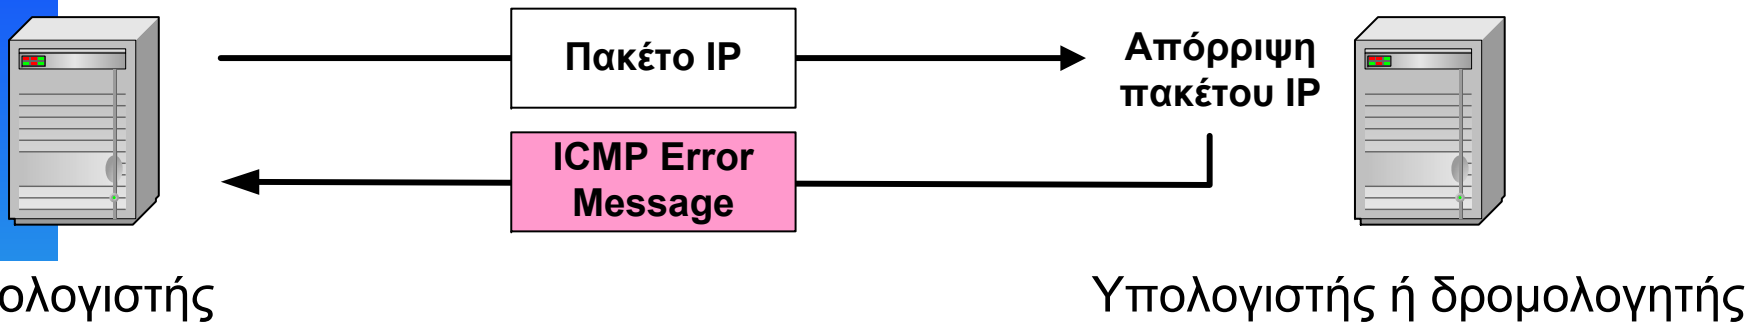 Πακέτο IP
Απόρριψη
πακέτου IP
ICMP Error
Message
ολογιστής
Υπολογιστής ή δρομολογητής